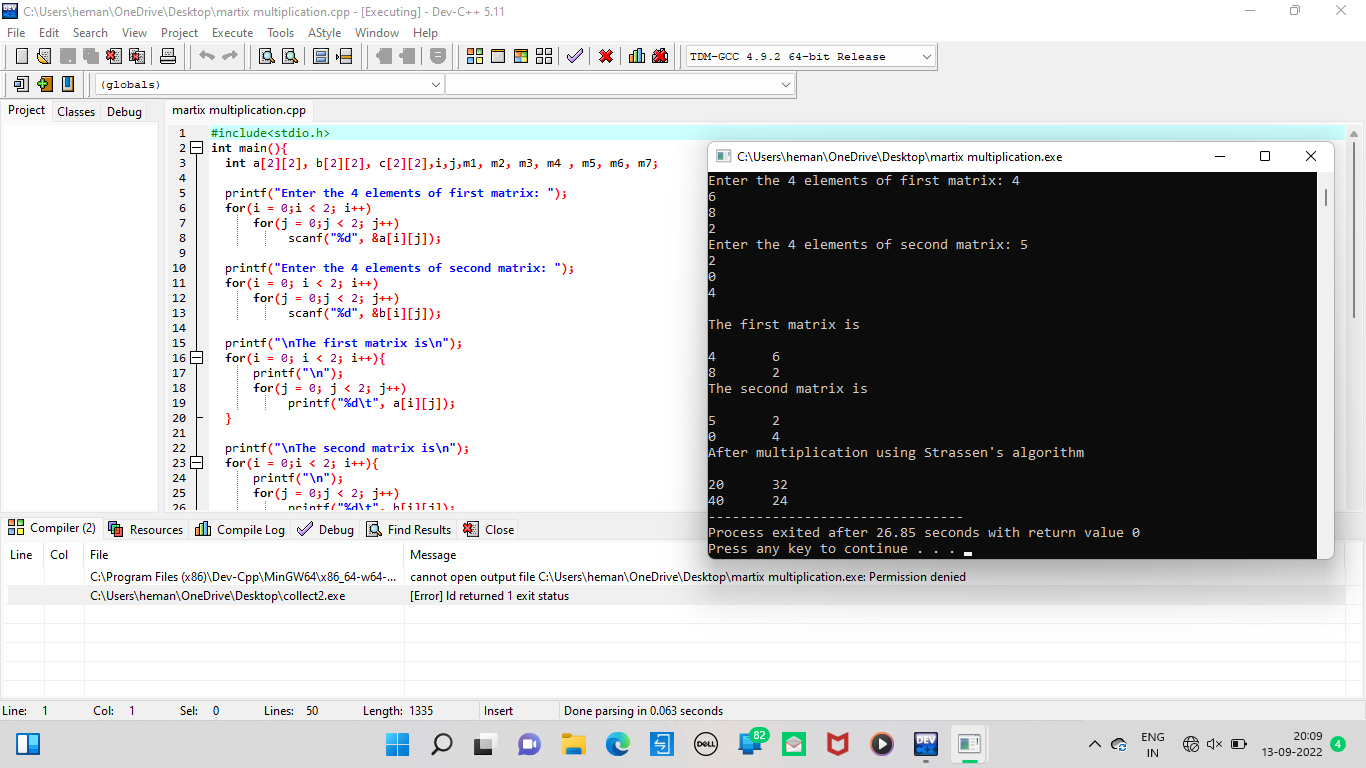 C:\Users\heman\OneDrive\Desktop\martix multiplication.cpp - [Executing] - Dev-C++ 5.11
File Edit Search View Project Execute Tools AStyle Window Help
TDM-GCC 4.9.2 64-bit Release
(globals)
Project Classes Debug
martix multiplication.cpp
1 #include<stdio.h>
2 int main(){
3 int a[2][2], b[2][2], c[2][2],i,j,m1, m2, m3, m4 , m5, m6, m7;
4
5 printf("Enter the 4 elements of first matrix: ");
6 for(i = 0;i < 2; i++)
7 for(j = 0;j < 2; j++)
8 scanf("%d", &a[i][j]);
9
10 printf("Enter the 4 elements of second matrix: ");
11 for(i = 0; i < 2; i++)
12 for(j = 0;j < 2; j++)
13 scanf("%d", &b[i][j]);
14
15 printf("\nThe first matrix is\n");
16 for(i = 0; i < 2; i++){
17 printf("\n");
18 for(j = 0; j < 2; j++)
19 printf("%d\t", a[i][j]);
20 }
21
22 printf("\nThe second matrix is\n");
23 for(i = 0;i < 2; i++){
24 printf("\n");
25 for(j = 0;j < 2; j++)
26 printf("%d\t", b[i][j]);
C:\Users\heman\OneDrive\Desktop\martix multiplication.exe
Enter the 4 elements of first matrix: 4
6
8
2
Enter the 4 elements of second matrix: 5
2
0
4
The first matrix is
4 6
8 2
The second matrix is
5 2
0 4
After multiplication using Strassen's algorithm
20 32
40 24
--------------------------------
Process exited after 26.85 seconds with return value 0
Press any key to continue . . .
Compiler (2) Resources Compile Log Debug Find Results Close
Line Col File Message
C:\Program Files (x86)\Dev-Cpp\MinGW64\x86_64-w64-... cannot open output file C:\Users\heman\OneDrive\Desktop\martix multiplication.exe: Permission denied
C:\Users\heman\OneDrive\Desktop\collect2.exe [Error] ld returned 1 exit status
Line: 1 Col: 1 Sel: 0 Lines: 50 Length: 1335 Insert Done parsing in 0.063 seconds
DELL
82
DEV
ENG
IN
20:09
13-09-2022
4